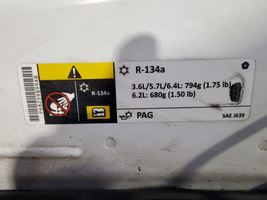 R-134a
R-134a
3.6L/5.7L/6.4L: 794g (1.75 lb)
6.2L: 680g (1.50 lb)
PAG
SAE J639